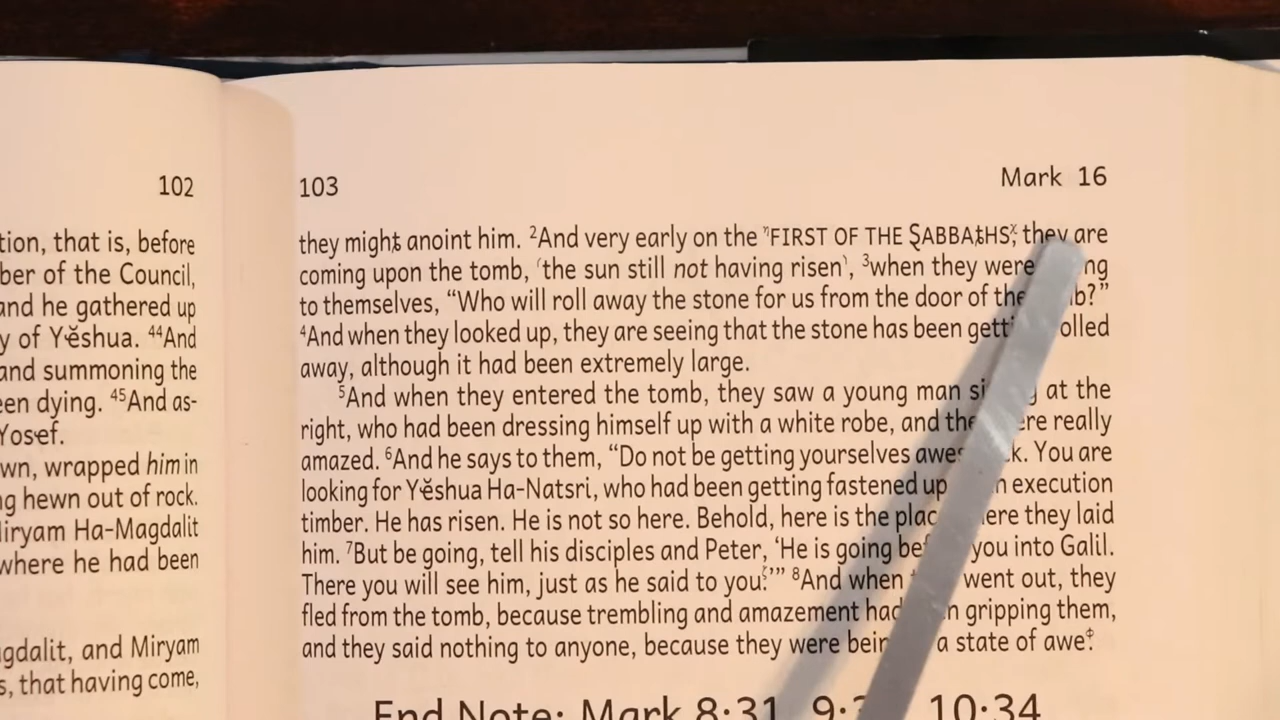 102
tion, that is, before
ber of the Council,
and he gathered up
y of Yĕshua. ⁴⁴And
and summoning the
een dying. ⁴⁵And as-
Yosef.
wn, wrapped him in
ng hewn out of rock.
liryam Ha-Magdalit
where he had been
gdalit, and Miryam
s, that having come,
103
Mark 16
they might anoint him. ²And very early on the ᵑFIRST OF THE SABBATHS,ˣ they are
coming upon the tomb, ‘the sun still not having risen’, ³when they were ng
to themselves, “Who will roll away the stone for us from the door of the b?”
⁴And when they looked up, they are seeing that the stone has been getti olled
away, although it had been extremely large.
⁵And when they entered the tomb, they saw a young man si g at the
right, who had been dressing himself up with a white robe, and the ere really
amazed. ⁶And he says to them, “Do not be getting yourselves awes k. You are
looking for Yĕshua Ha-Natsri, who had been getting fastened up n execution
timber. He has risen. He is not so here. Behold, here is the plac ere they laid
him. ⁷But be going, tell his disciples and Peter, ‘He is going bef you into Galil.
There you will see him, just as he said to you.ξ’” ⁸And when went out, they
fled from the tomb, because trembling and amazement had n gripping them,
and they said nothing to anyone, because they were bein a state of awe.
End Note: Mark 8:31 9:3 10:34